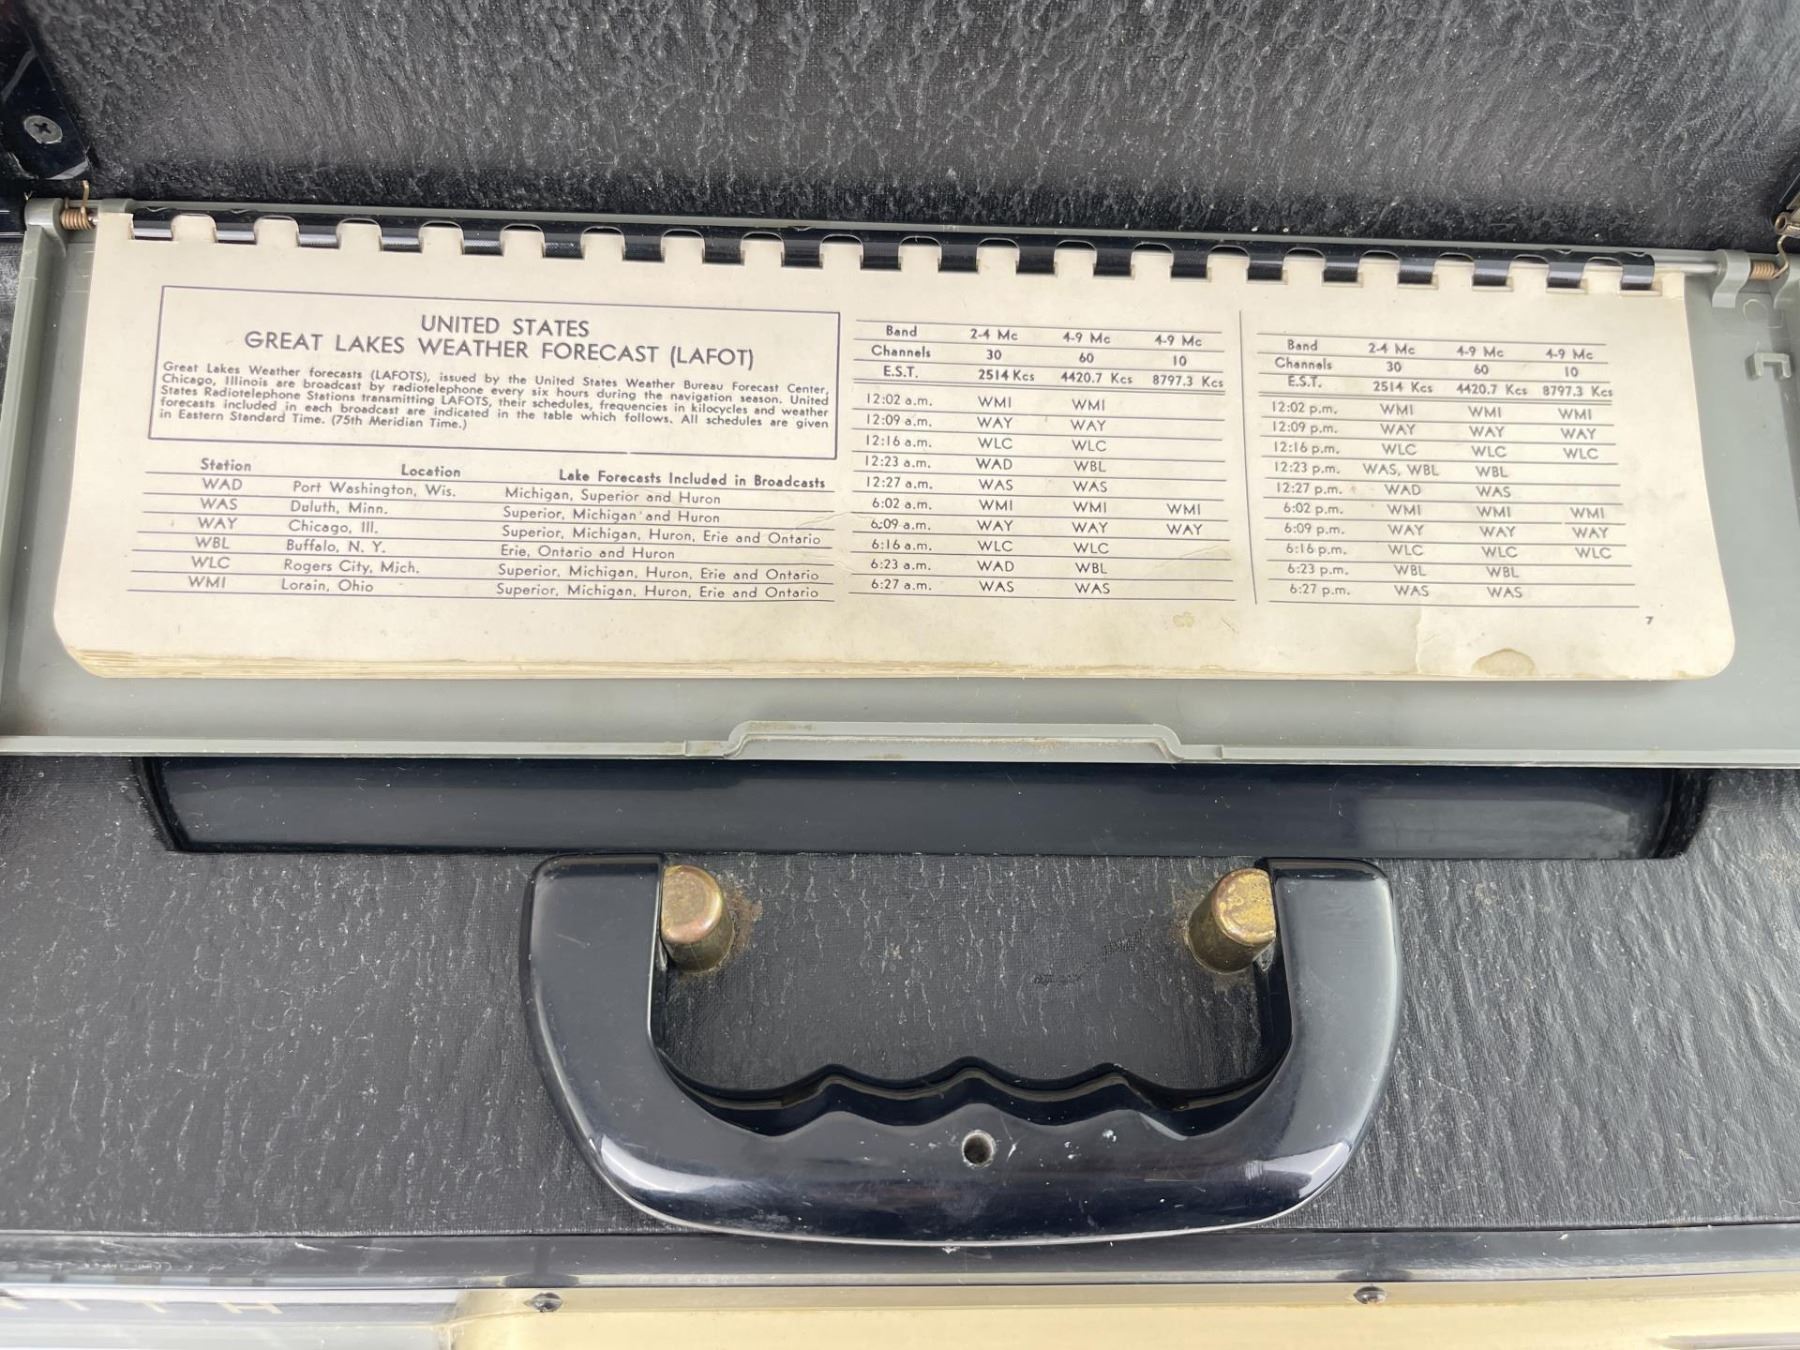 UNITED STATES
GREAT LAKES WEATHER FORECAST (LAFOT)
Great Lakes Weather forecasts (LAFOTS), issued by the United States Weather Bureau Forecast Center,
Chicago, Illinois are broadcast by radiotelephone every six hours during the navigation season. United
States Radiotelephone Stations transmitting LAFOTS, their schedules, frequencies in kilocycles and weather
forecasts included in each broadcast are indicated in the table which follows. All schedules are given
in Eastern Standard Time. (75th Meridian Time.)
Station Location Lake Forecasts Included in Broadcasts
WAD Port Washington, Wis. Michigan, Superior and Huron
WAS Duluth, Minn. Superior, Michigan and Huron
WAY Chicago, Ill. Superior, Michigan, Huron, Erie and Ontario
WBL Buffalo, N. Y. Erie, Ontario and Huron
WLC Rogers City, Mich. Superior, Michigan, Huron, Erie and Ontario
WMI Lorain, Ohio Superior, Michigan, Huron, Erie and Ontario
Band 2-4 Mc 4-9 Mc 4-9 Mc
Channels 30 60 10
E.S.T. 2514 Kcs 4420.7 Kcs 8797.3 Kcs
12:02 a.m. WMI WMI
12:09 a.m. WAY WAY
12:16 a.m. WLC WLC
12:23 a.m. WAD WBL
12:27 a.m. WAS WAS
6:02 a.m. WMI WMI WMI
6:09 a.m. WAY WAY WAY
6:16 a.m. WLC WLC
6:23 a.m. WAD WBL
6:27 a.m. WAS WAS
Band 2-4 Mc 4-9 Mc 4-9 Mc
Channels 30 60 10
E.S.T. 2514 Kcs 4420.7 Kcs 8797.3 Kcs
12:02 p.m. WMI WMI WMI
12:09 p.m. WAY WAY WAY
12:16 p.m. WLC WLC WLC
12:23 p.m. WAS, WBL WBL
12:27 p.m. WAD WAS
6:02 p.m. WMI WMI WMI
6:09 p.m. WAY WAY WAY
6:16 p.m. WLC WLC WLC
6:23 p.m. WBL WBL
6:27 p.m. WAS WAS
7